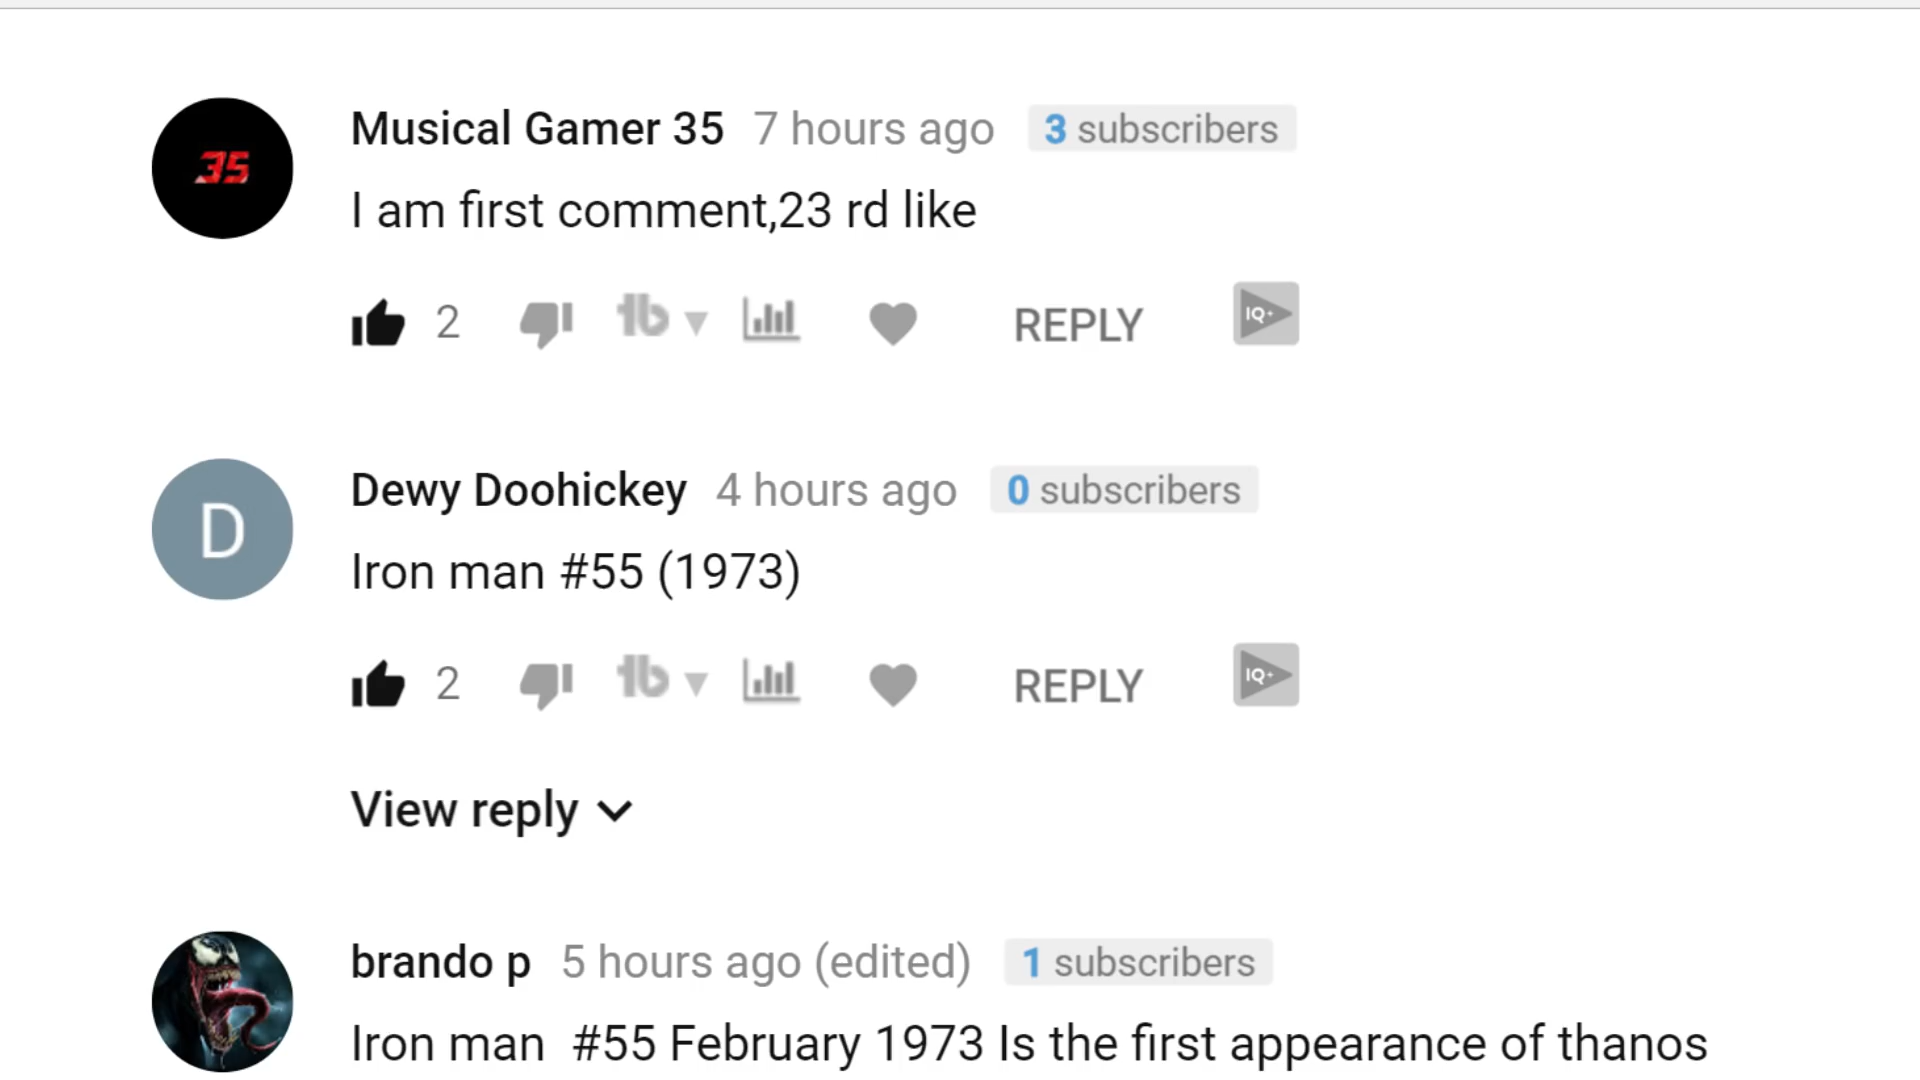 35
Musical Gamer 35 7 hours ago 3 subscribers
I am first comment,23 rd like
2 tb REPLY IQ+
D
Dewy Doohickey 4 hours ago 0 subscribers
Iron man #55 (1973)
2 tb REPLY IQ+
View reply
brando p 5 hours ago (edited) 1 subscribers
Iron man #55 February 1973 Is the first appearance of thanos